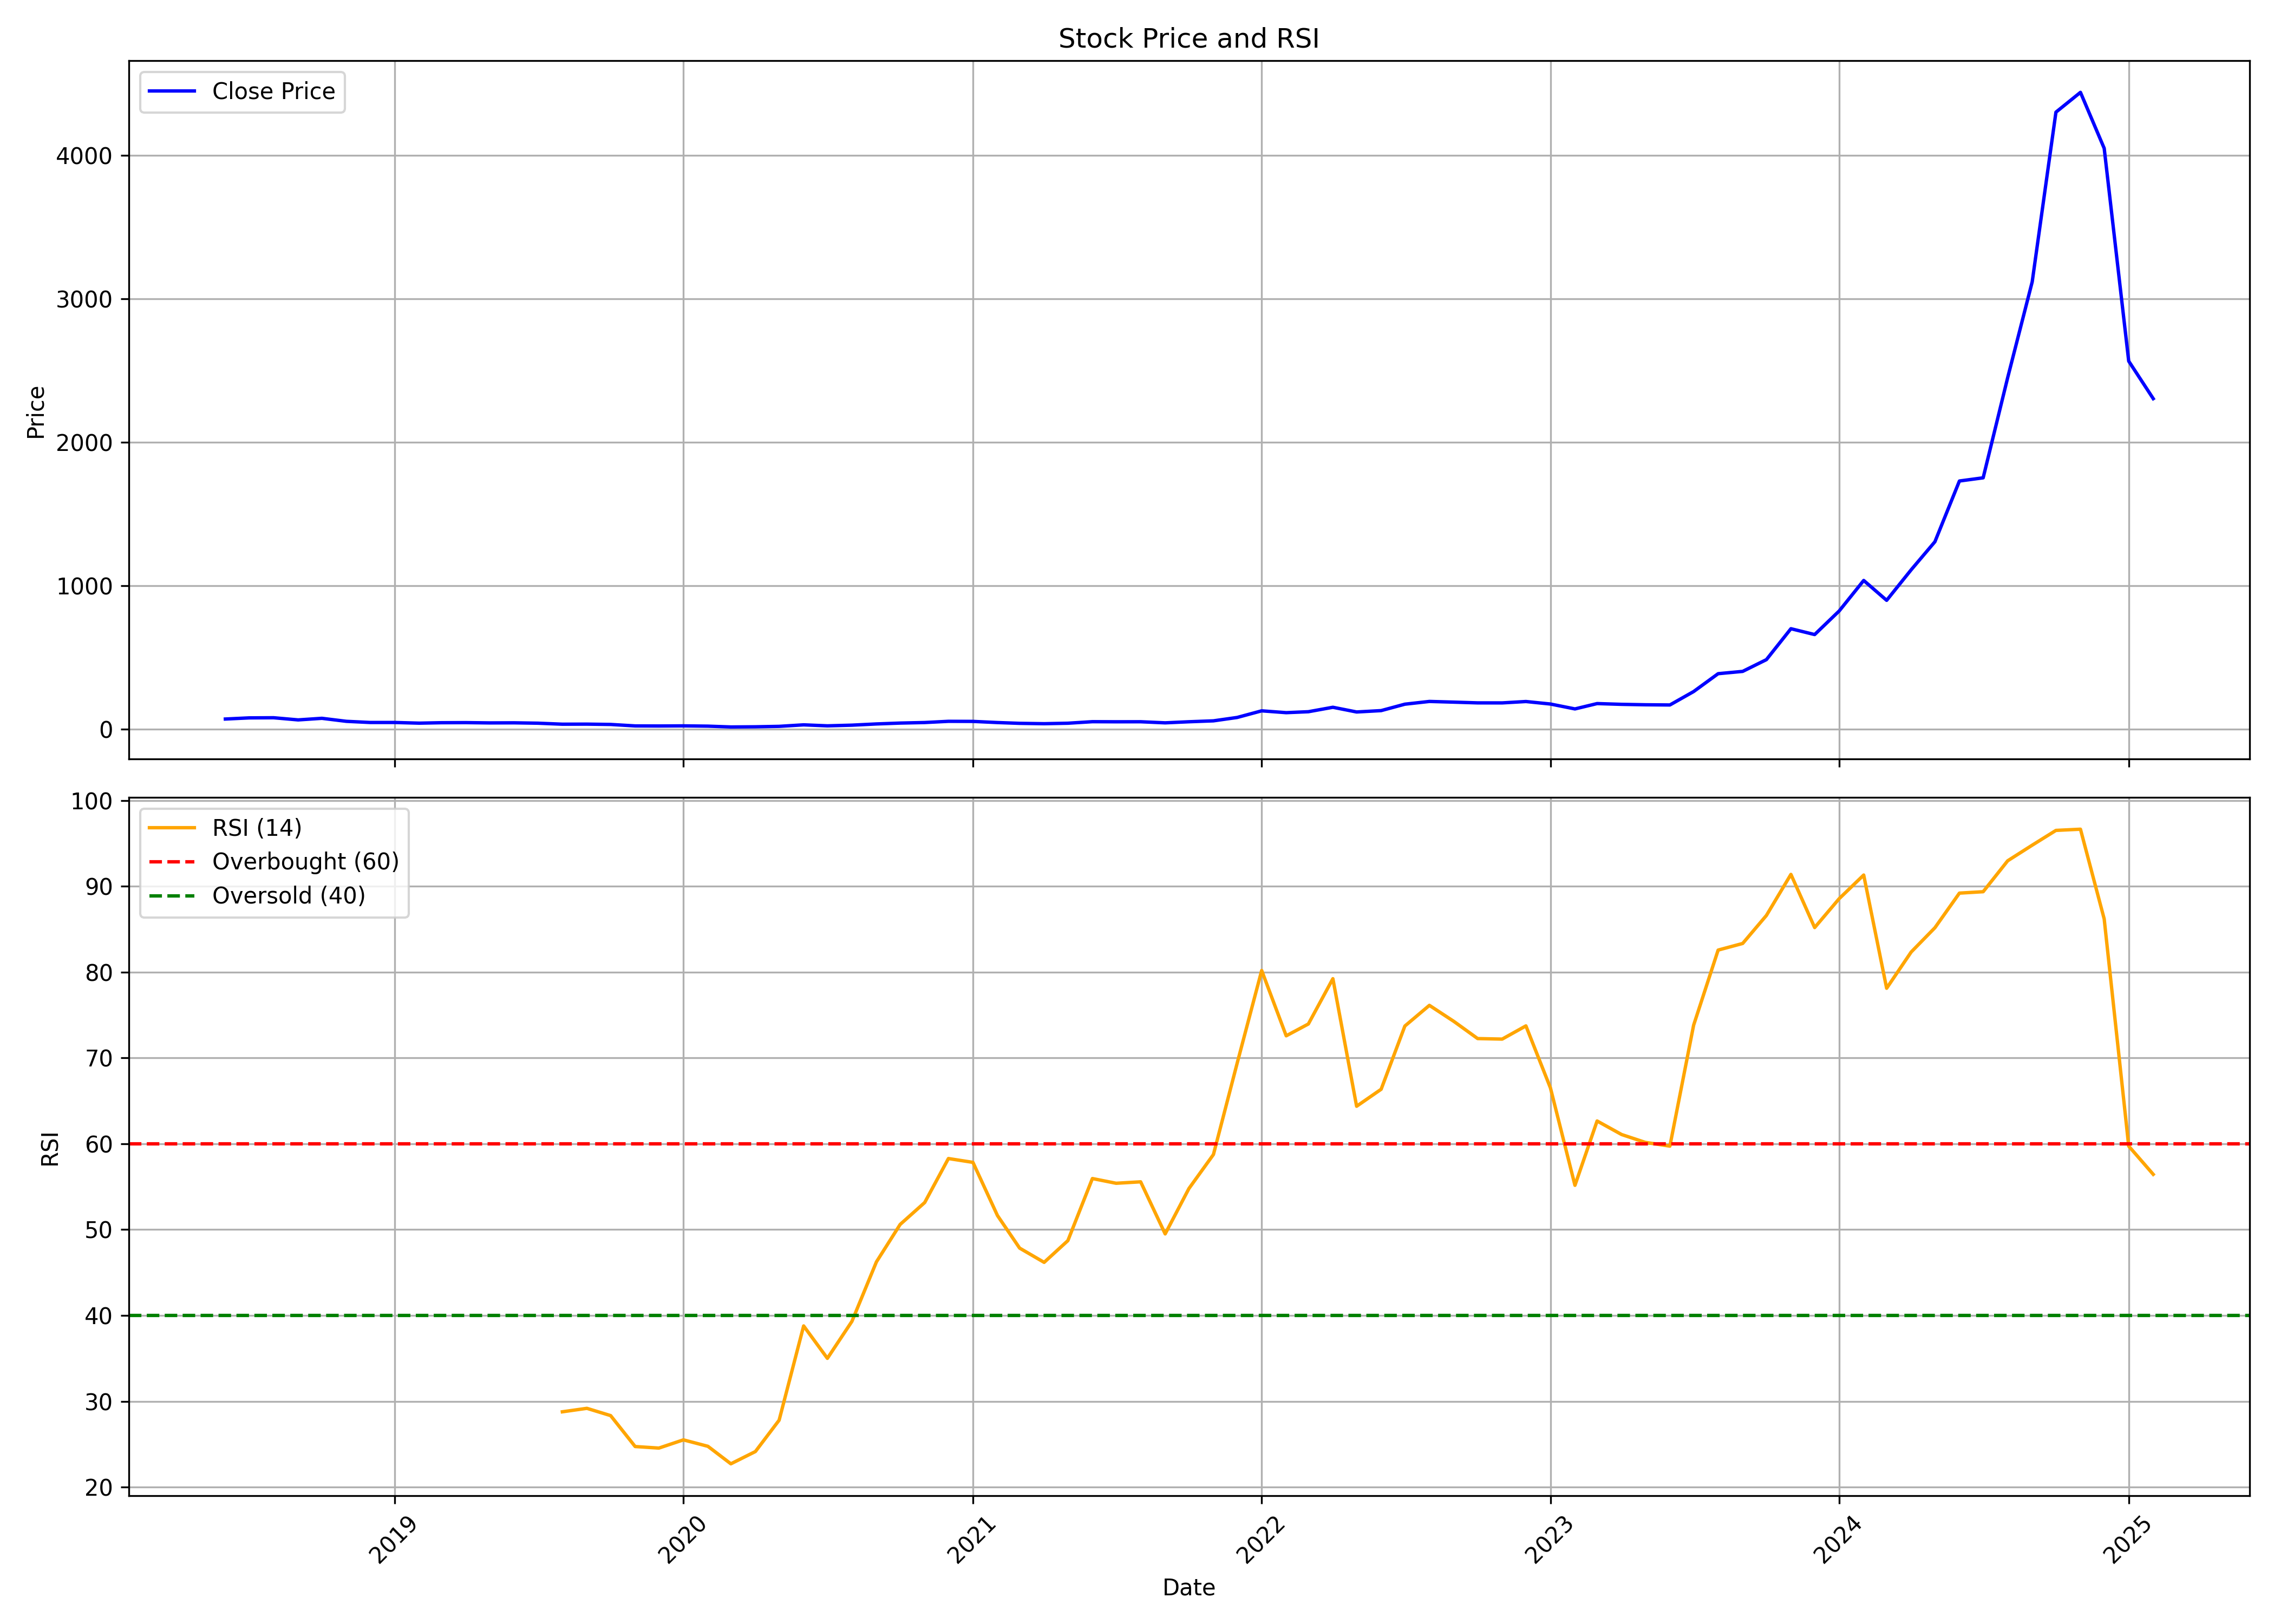 Stock Price and RSI
Close Price
Price
4000
3000
2000
1000
0
RSI (14)
Overbought (60)
Oversold (40)
RSI
100
90
80
70
60
50
40
30
20
2019
2020
2021
2022
2023
2024
2025
Date